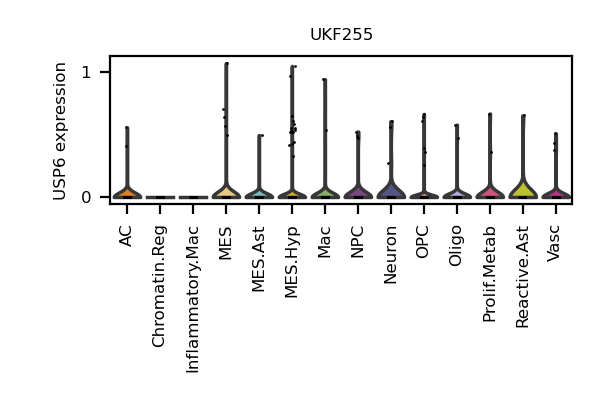 UKF255
USP6 expression
1
0
AC
Chromatin.Reg
Inflammatory.Mac
MES
MES.Ast
MES.Hyp
Mac
NPC
Neuron
OPC
Oligo
Prolif.Metab
Reactive.Ast
Vasc